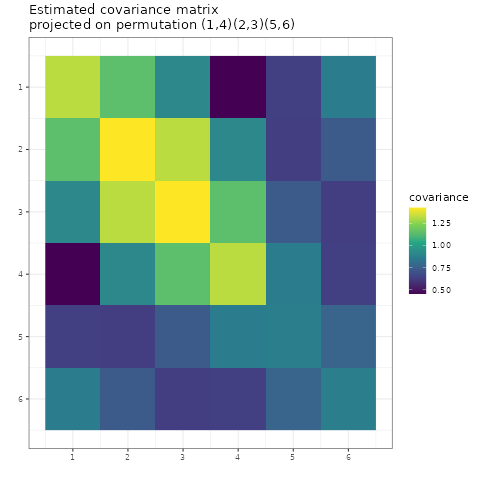 Estimated covariance matrix
projected on permutation (1,4)(2,3)(5,6)
1
2
3
4
5
6
1 2 3 4 5 6
covariance
1.25
1.00
0.75
0.50